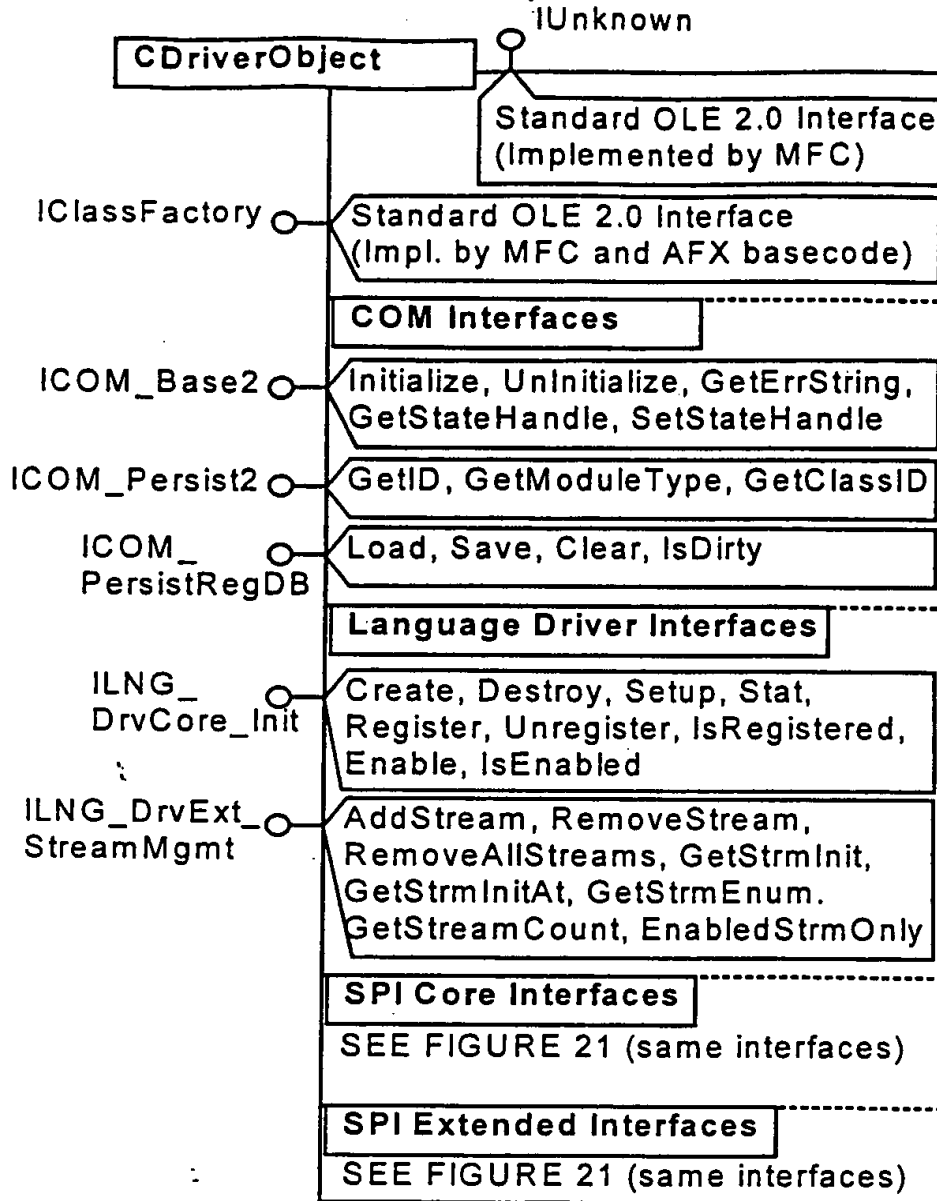 IUnknown
CDriverObject
Standard OLE 2.0 Interface
(Implemented by MFC)
IClassFactory
Standard OLE 2.0 Interface
(Impl. by MFC and AFX basecode)
COM Interfaces
ICOM_Base2
Initialize, UnInitialize, GetErrString,
GetStateHandle, SetStateHandle
ICOM_Persist2
GetID, GetModuleType, GetClassID
ICOM_
PersistRegDB
Load, Save, Clear, IsDirty
Language Driver Interfaces
ILNG_
DrvCore_Init
Create, Destroy, Setup, Stat,
Register, Unregister, IsRegistered,
Enable, IsEnabled
ILNG_DrvExt_
StreamMgmt
AddStream, RemoveStream,
RemoveAllStreams, GetStrmInit,
GetStrmInitAt, GetStrmEnum.
GetStreamCount, EnabledStrmOnly
SPI Core Interfaces
SEE FIGURE 21 (same interfaces)
SPI Extended Interfaces
SEE FIGURE 21 (same interfaces)